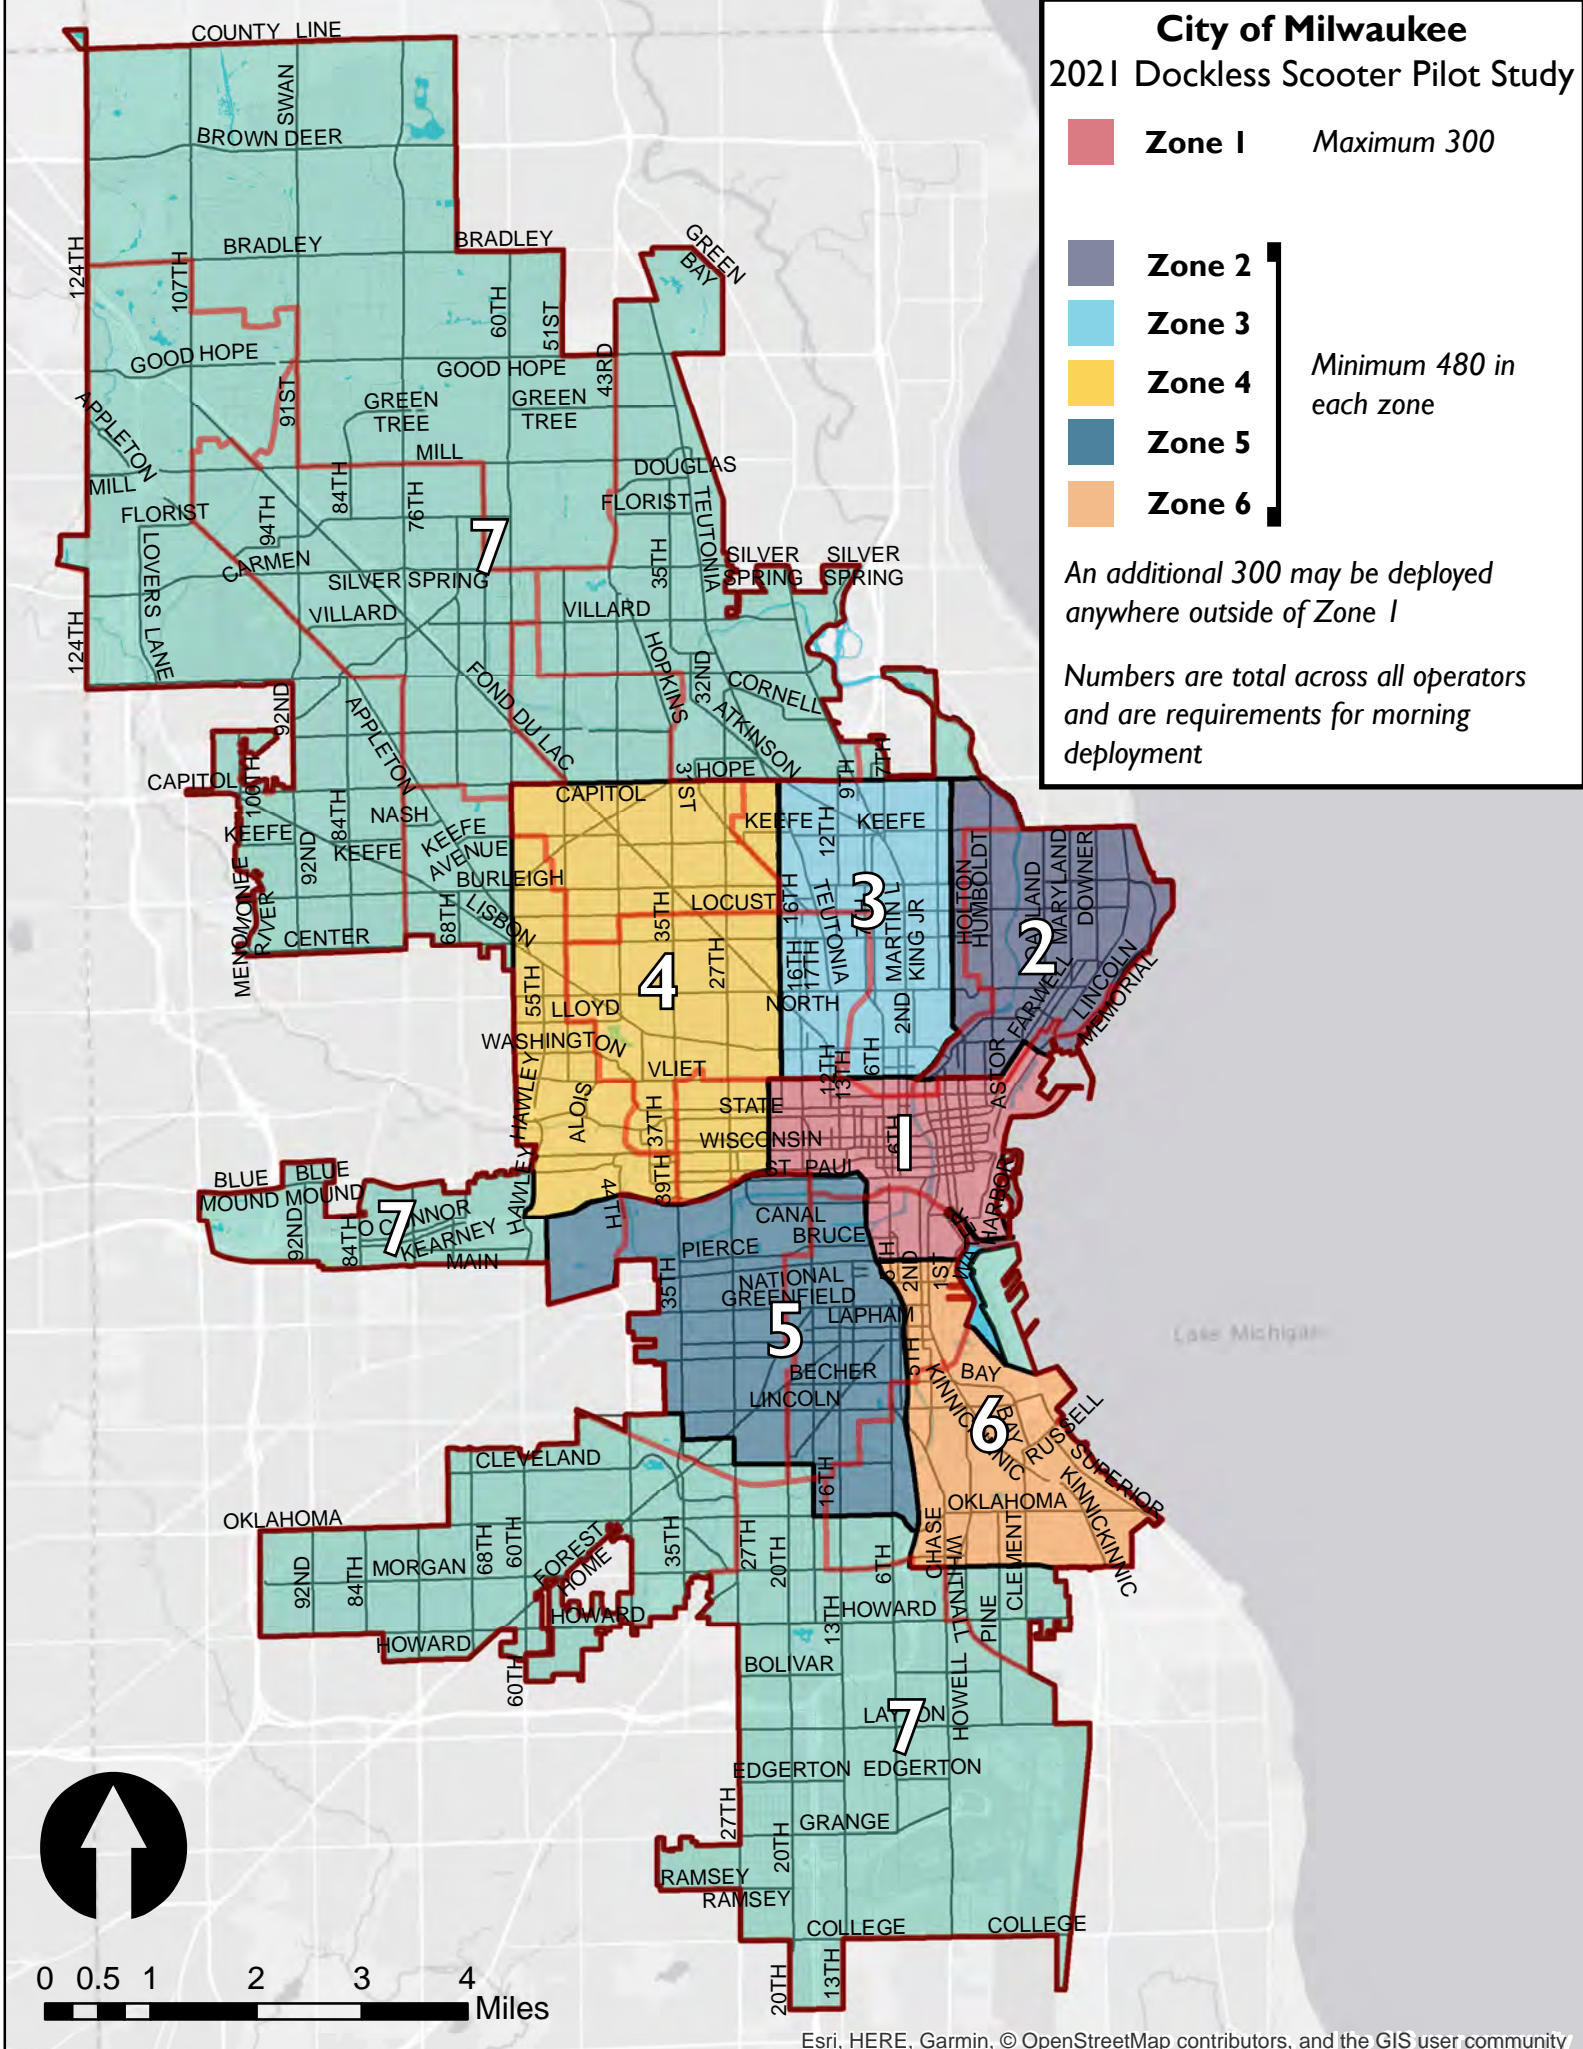 City of Milwaukee
2021 Dockless Scooter Pilot Study
Zone 1 Maximum 300
Zone 2
Zone 3
Zone 4
Zone 5
Zone 6
Minimum 480 in
each zone
An additional 300 may be deployed
anywhere outside of Zone 1
Numbers are total across all operators
and are requirements for morning
deployment
COUNTY LINE
SWAN
BROWN DEER
BRADLEY
BRADLEY
GREEN
BAY
124TH
107TH
60TH
51ST
43RD
GOOD HOPE
GOOD HOPE
91ST
GREEN
TREE
GREEN
TREE
APPLETON
MILL
MILL
DOUGLAS
84TH
76TH
94TH
FLORIST
FLORIST
TEUTONIA
LOVERS LANE
CARMEN
7
35TH
SILVER
SPRING
SILVER
SPRING
SILVER SPRING
VILLARD
VILLARD
124TH
HOPKINS
32ND
CORNELL
FOND DU LAC
ATKINSON
92ND
APPLETON
CAPITOL
100TH
HOPE
31ST
9TH
7TH
CAPITOL
84TH
NASH
KEEFE
KEEFE
KEEFE
AVENUE
92ND
KEEFE
12TH
KEEFE
BURLEIGH
68TH
LISBON
MENOMONEE
RIVER
CENTER
LOCUST
35TH
27TH
4
55TH
LLOYD
WASHINGTON
VLIET
16TH
TEUTONIA
16TH
17TH
3
MARTIN L
KING JR
NORTH
2ND
12TH
13TH
6TH
HOLTON
HUMBOLDT
OAKLAND
MARYLAND
DOWNER
2
FARWELL
LINCOLN
MEMORIAL
ASTOR
HAWLEY
ALOIS
37TH
STATE
WISCONSIN
ST PAUL
39TH
44TH
6TH
1
HARBOR
WATER
BLUE
MOUND
BLUE
MOUND
92ND
84TH
O CONNOR
7
KEARNEY
MAIN
HAWLEY
CANAL
BRUCE
PIERCE
35TH
NATIONAL
GREENFIELD
5
LAPHAM
5TH
2ND
1ST
5TH
BECHER
LINCOLN
BAY
KINNICKINNIC
BAY
6
RUSSELL
SUPERIOR
KINNICKINNIC
Lake Michigan
CLEVELAND
16TH
OKLAHOMA
OKLAHOMA
68TH
60TH
FOREST
HOME
35TH
27TH
20TH
6TH
CHASE
WHITNALL
CLEMENT
92ND
84TH
MORGAN
HOWARD
HOWARD
60TH
13TH
HOWARD
PINE
BOLIVAR
HOWELL
LAYTON
7
EDGERTON
EDGERTON
27TH
GRANGE
20TH
RAMSEY
RAMSEY
COLLEGE
COLLEGE
20TH
13TH
0 0.5 1 2 3 4
Miles
Esri, HERE, Garmin, © OpenStreetMap contributors, and the GIS user community